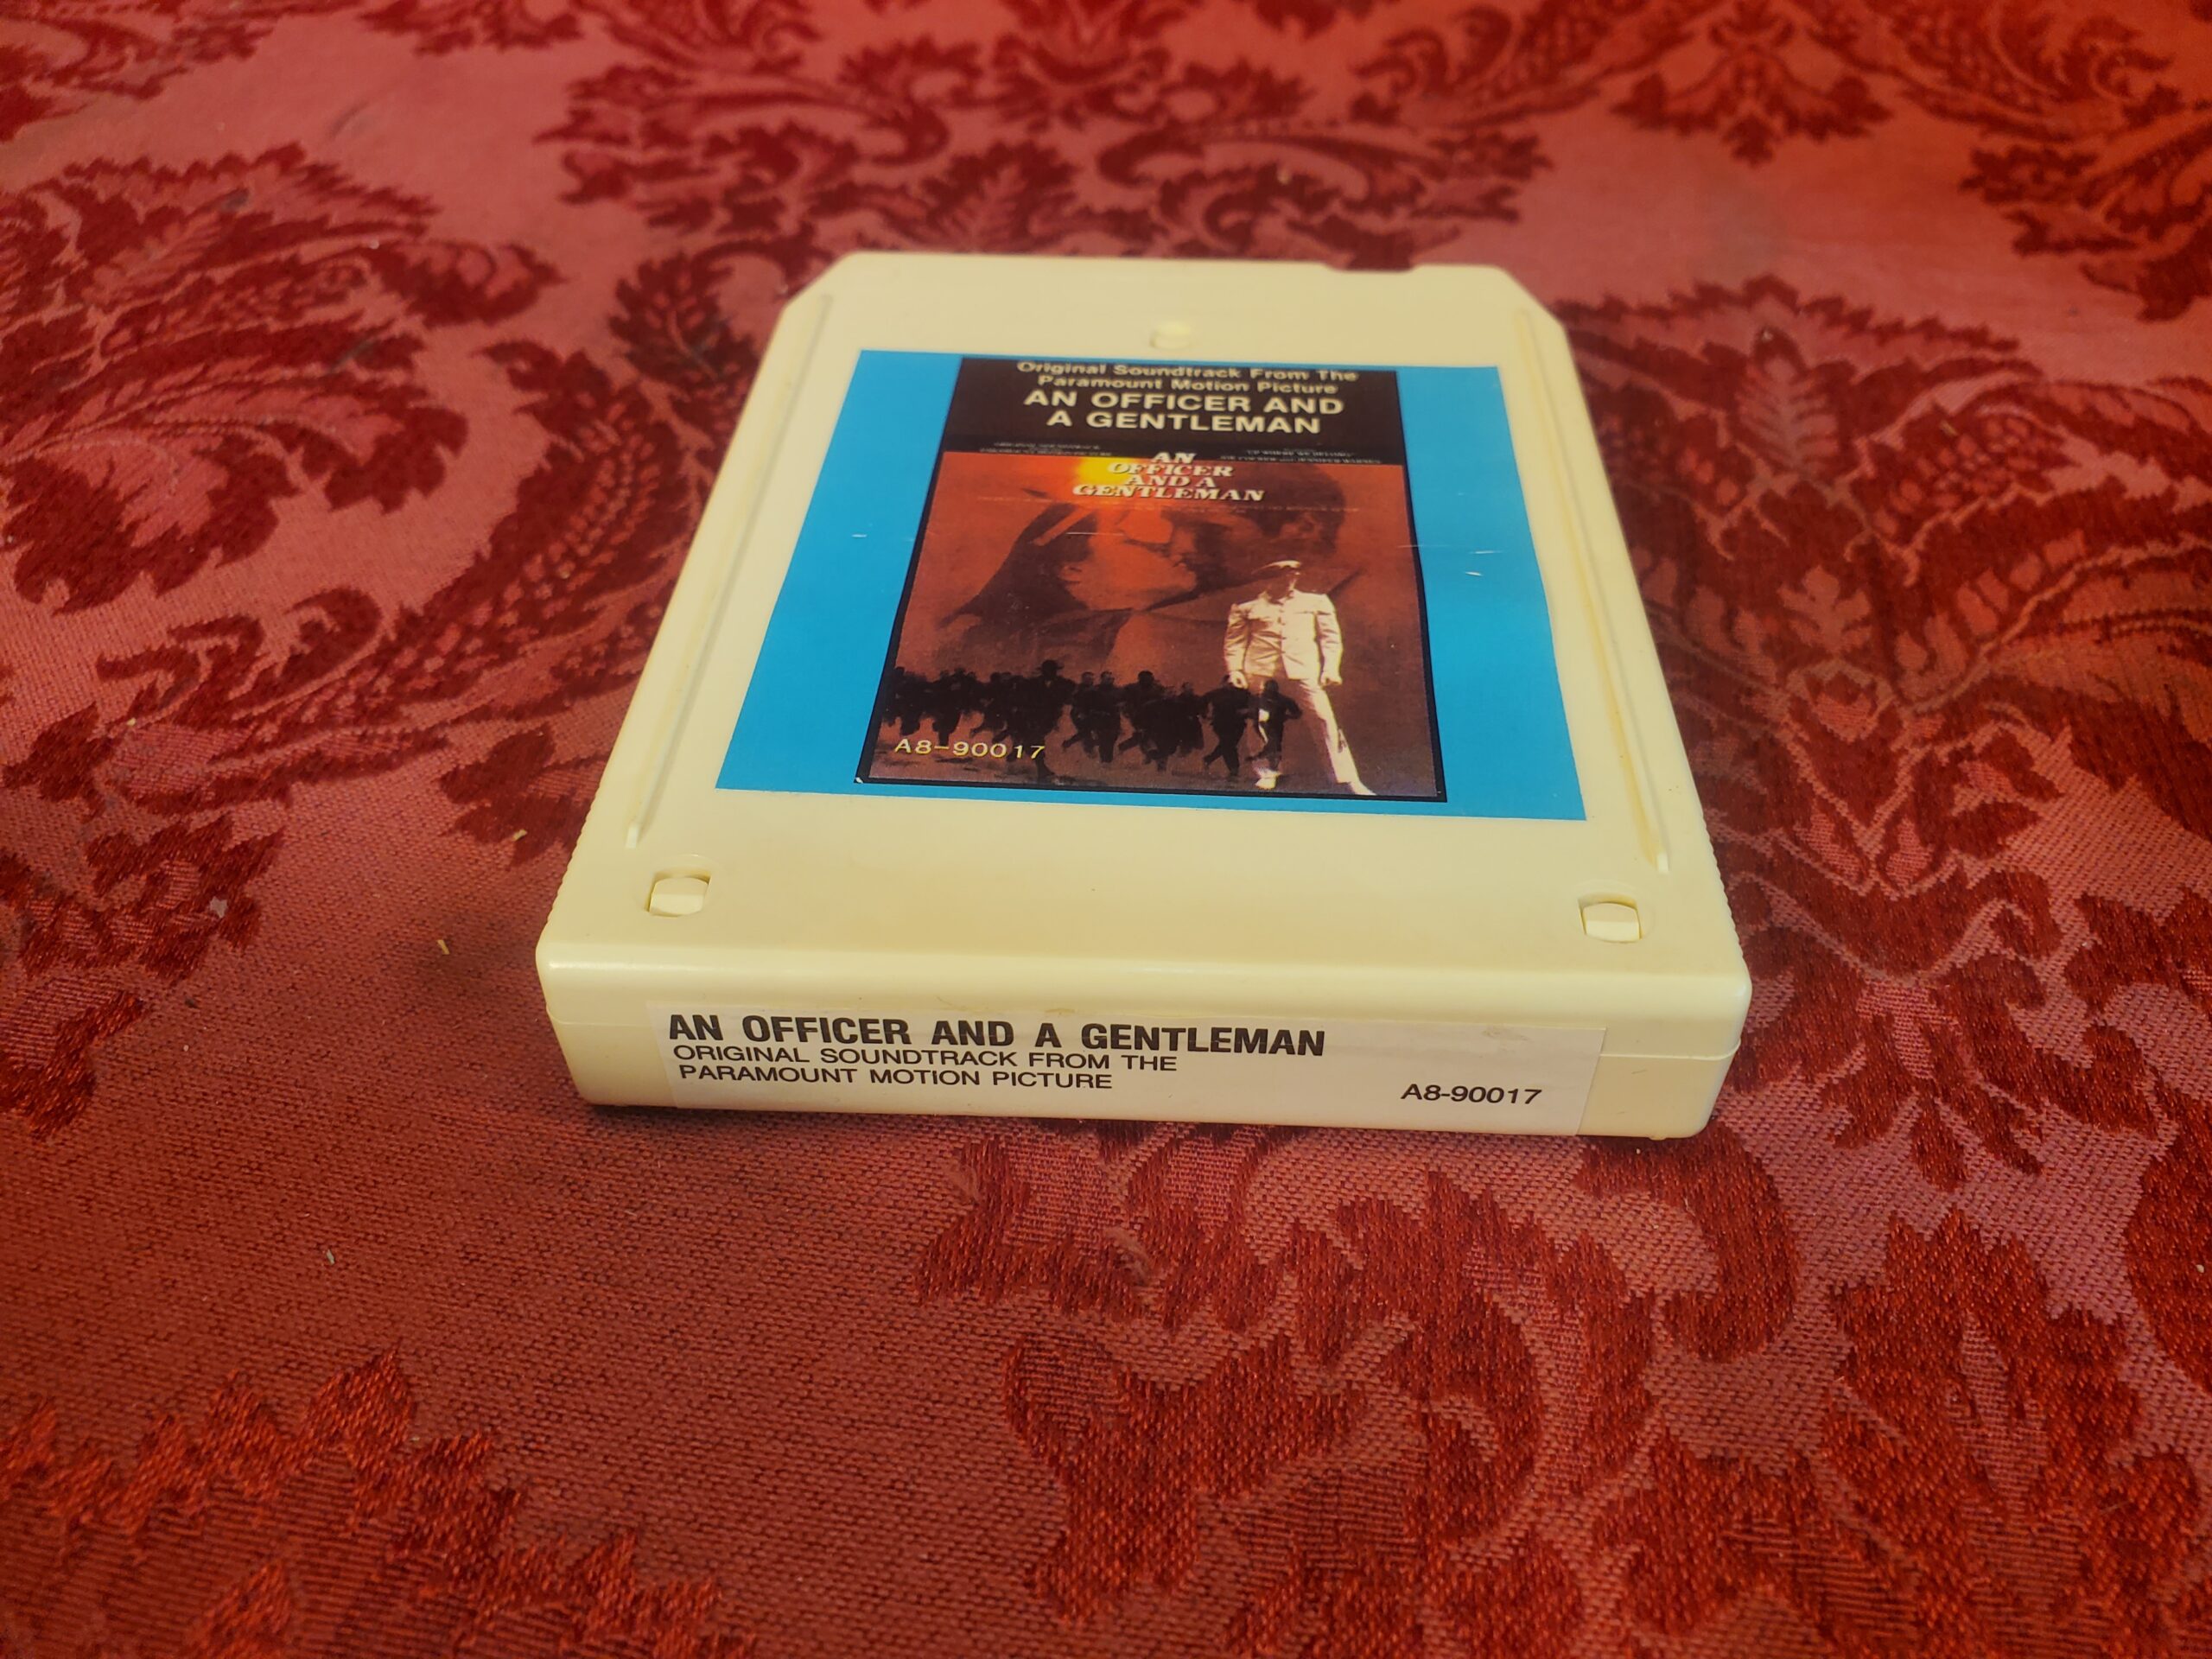 Original Soundtrack From The
Paramount Motion Picture
AN OFFICER AND
A GENTLEMAN
AN
OFFICER
AND A
GENTLEMAN
A8-90017
AN OFFICER AND A GENTLEMAN
ORIGINAL SOUNDTRACK FROM THE
PARAMOUNT MOTION PICTURE
A8-90017